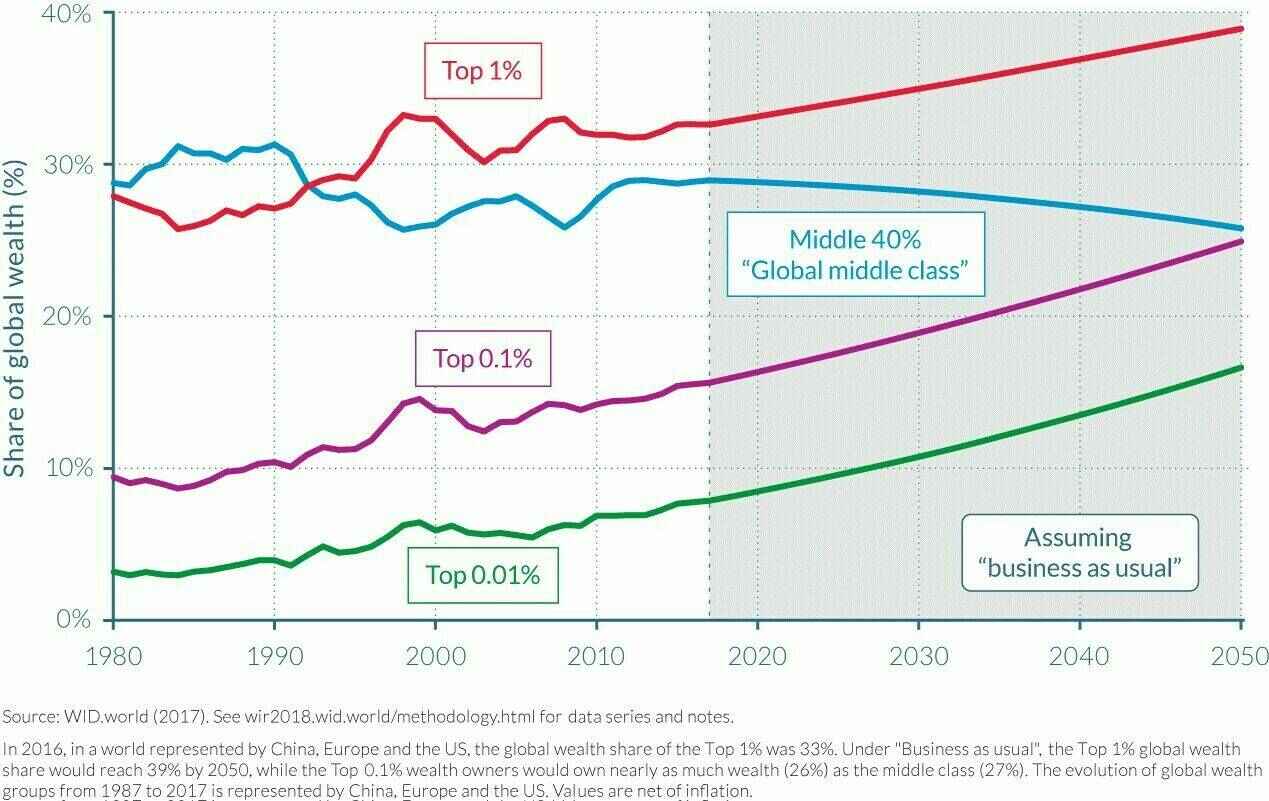 40%
Top 1%
30%
Share of global wealth (%)
Middle 40%
“Global middle class”
20%
Top 0.1%
10%
Top 0.01%
Assuming
“business as usual”
0%
1980 1990 2000 2010 2020 2030 2040 2050
Source: WID.world (2017). See wir2018.wid.world/methodology.html for data series and notes.
In 2016, in a world represented by China, Europe and the US, the global wealth share of the Top 1% was 33%. Under "Business as usual", the Top 1% global wealth
share would reach 39% by 2050, while the Top 0.1% wealth owners would own nearly as much wealth (26%) as the middle class (27%). The evolution of global wealth
groups from 1987 to 2017 is represented by China, Europe and the US. Values are net of inflation.